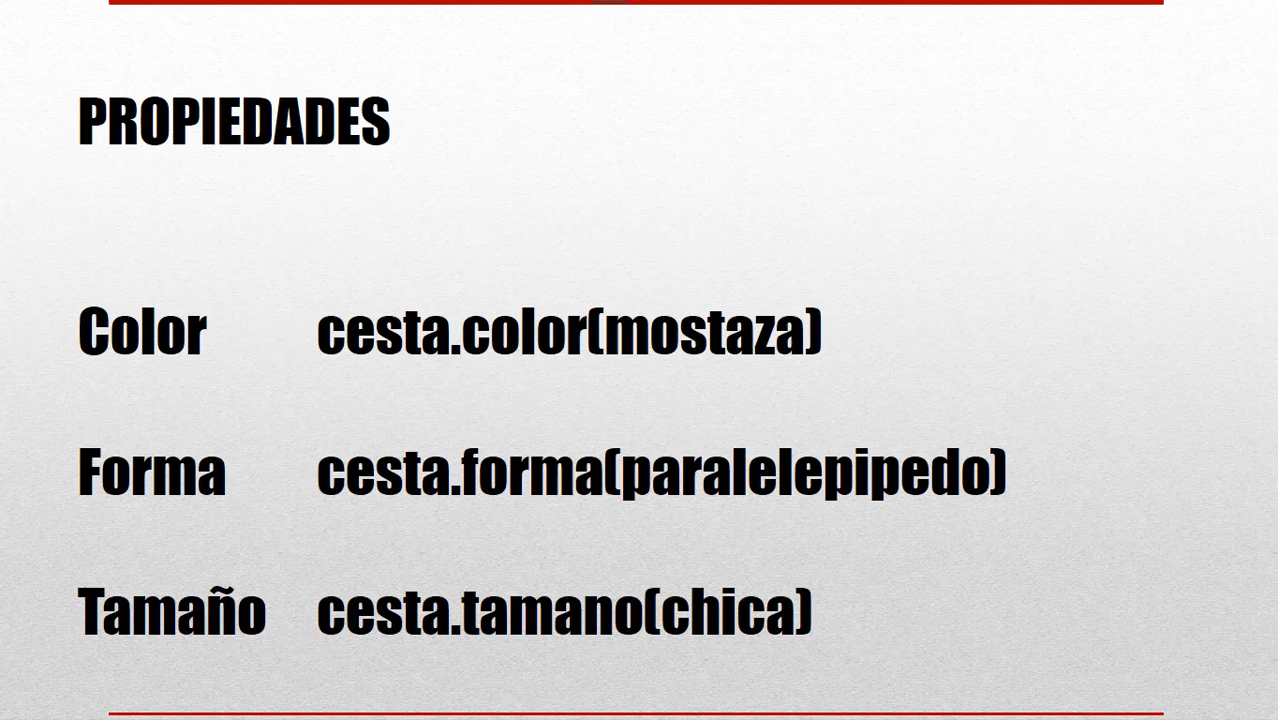 PROPIEDADES
Color cesta.color(mostaza)
Forma cesta.forma(paralelepipedo)
Tamaño cesta.tamano(chica)